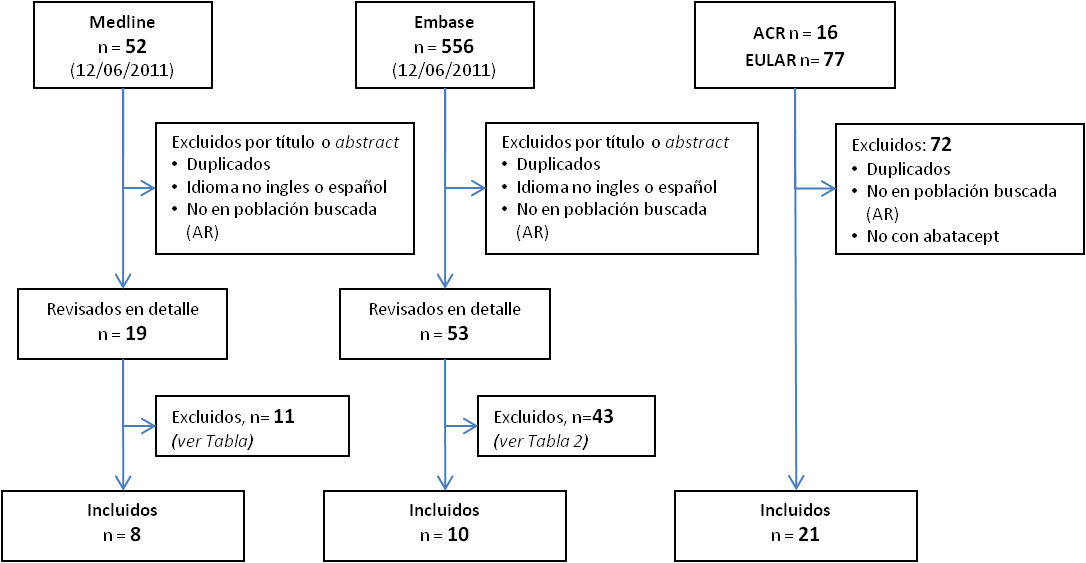 Medline
n = 52
(12/06/2011)
Embase
n = 556
(12/06/2011)
ACR n = 16
EULAR n= 77
Excluidos por título o abstract
• Duplicados
• Idioma no ingles o español
• No en población buscada
(AR)
Excluidos por título o abstract
• Duplicados
• Idioma no ingles o español
• No en población buscada
(AR)
Excluidos: 72
• Duplicados
• No en población buscada
(AR)
• No con abatacept
Revisados en detalle
n = 19
Revisados en detalle
n = 53
Excluidos, n= 11
(ver Tabla)
Excluidos, n=43
(ver Tabla 2)
Incluidos
n = 8
Incluidos
n = 10
Incluidos
n = 21